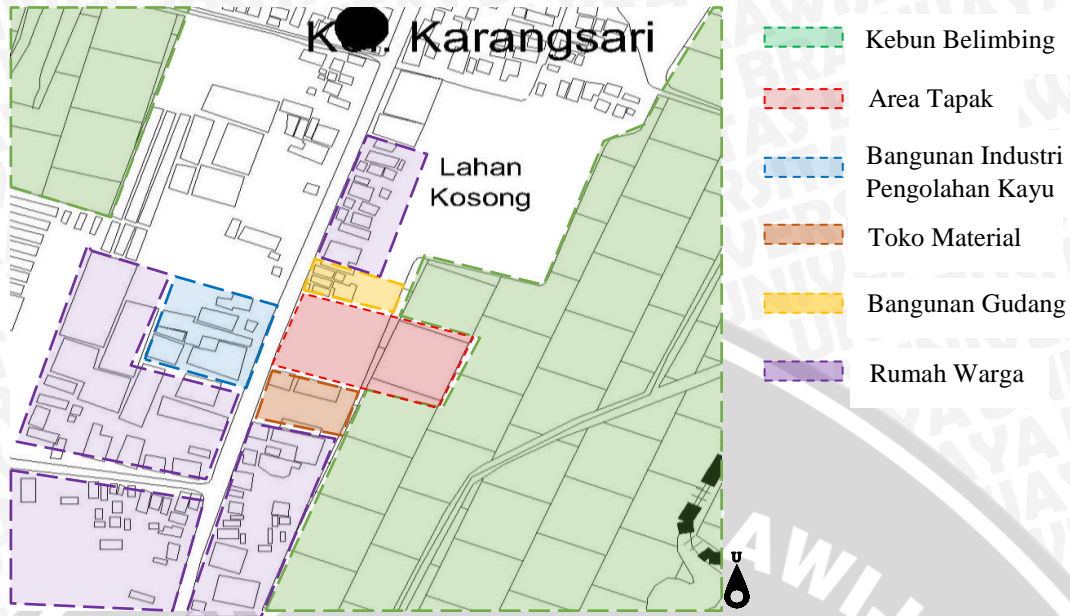 Karangsari
Lahan
Kosong
Kebun Belimbing
Area Tapak
Bangunan Industri
Pengolahan Kayu
Toko Material
Bangunan Gudang
Rumah Warga
U